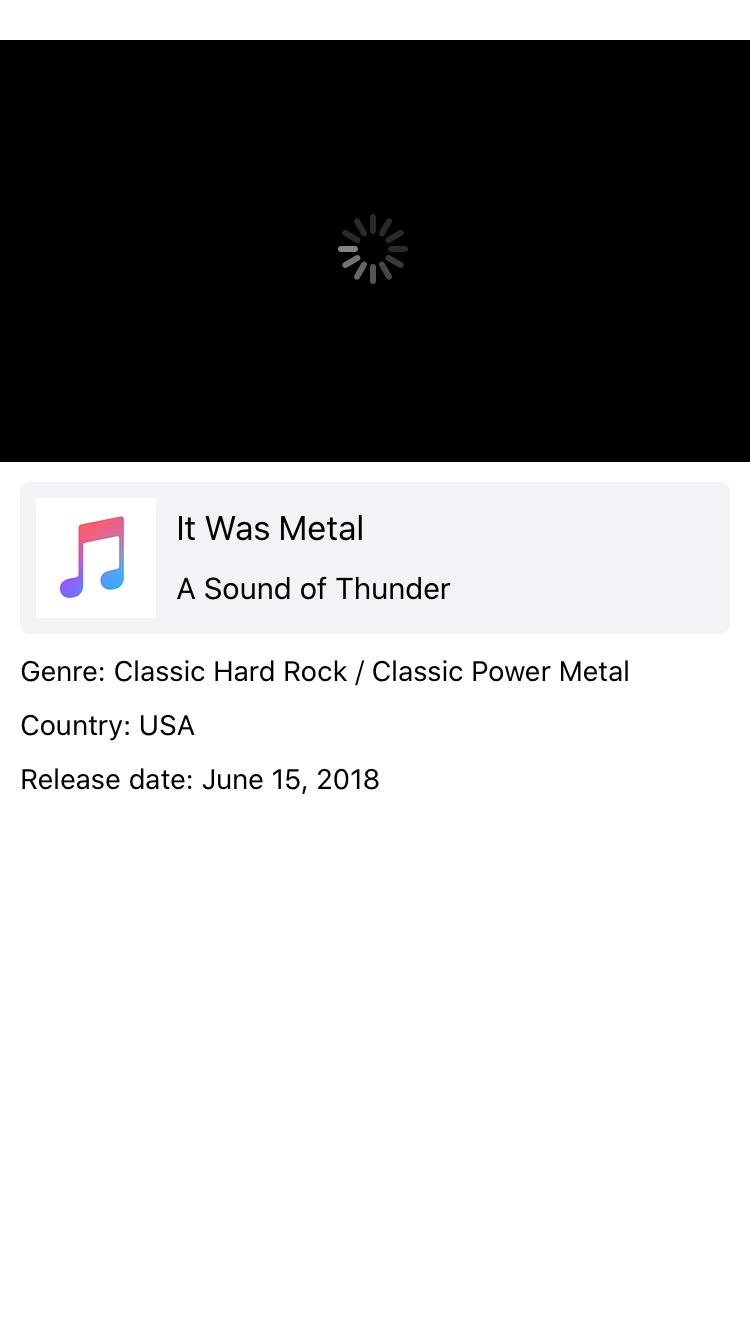 It Was Metal
A Sound of Thunder
Genre: Classic Hard Rock / Classic Power Metal
Country: USA
Release date: June 15, 2018